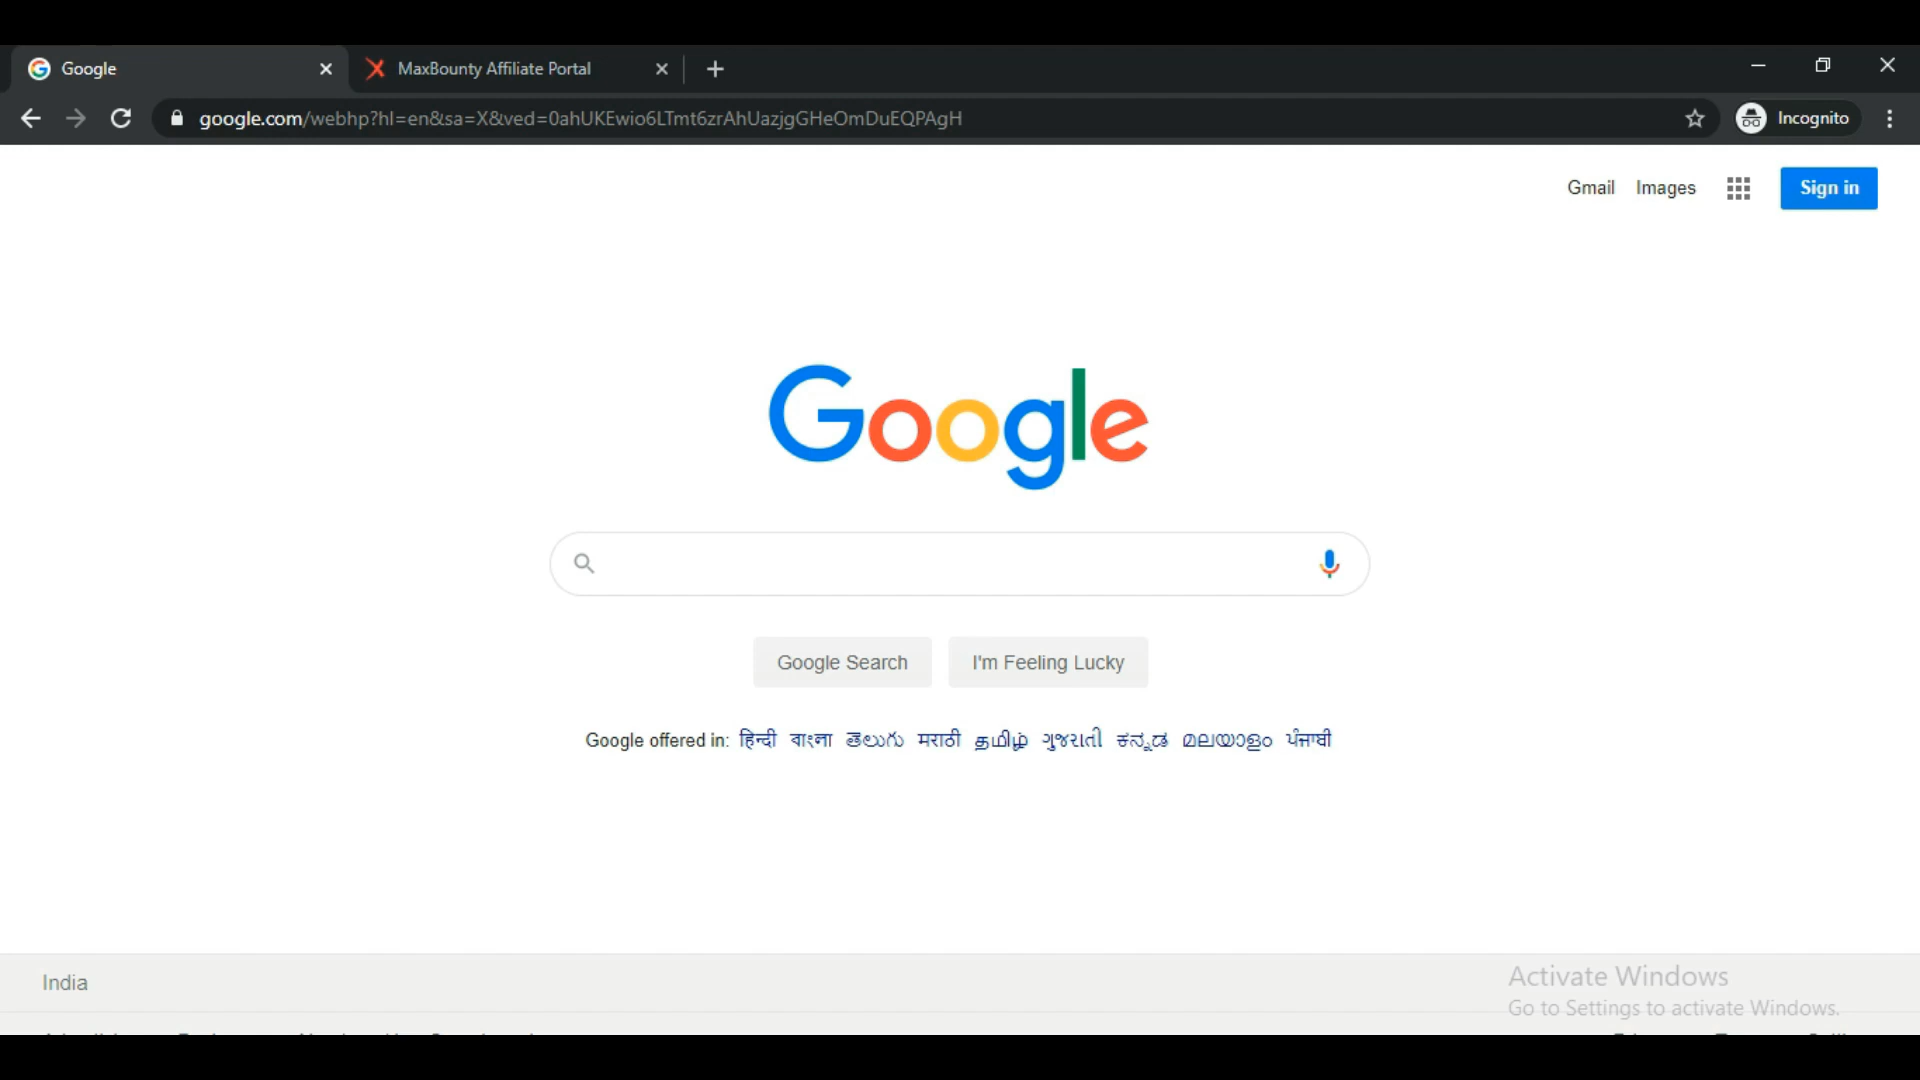 Google
MaxBounty Affiliate Portal
google.com/webhp?hl=en&sa=X&ved=0ahUKEwio6LTmt6zrAhUazjgGHeOmDuEQPAgH
Incognito
Gmail Images
Sign in
Google
Google Search
I'm Feeling Lucky
Google offered in: हिन्दी বাংলা తెలుగు मराठी தமிழ் ગુજરાતી ಕನ್ನಡ മലയാളം ਪੰਜਾਬੀ
India
Activate Windows
Go to Settings to activate Windows.